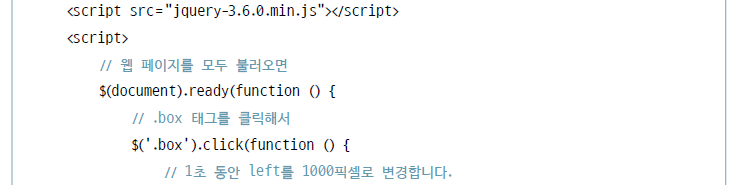 <script src="jquery-3.6.0.min.js"></script>
<script>
// 웹 페이지를 모두 불러오면
$(document).ready(function () {
// .box 태그를 클릭해서
$('.box').click(function () {
// 1초 동안 left를 1000픽셀로 변경합니다.